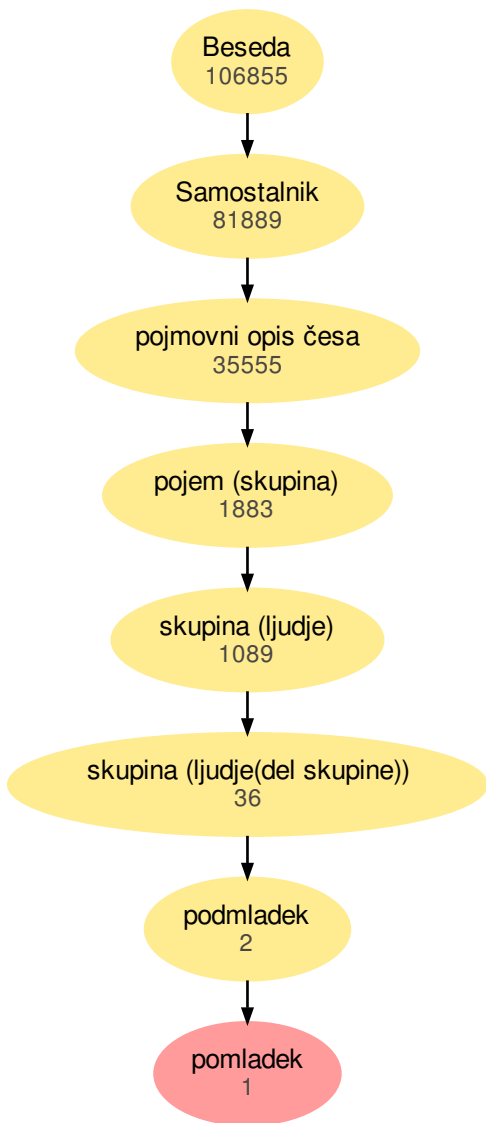 Beseda
106855
Samostalnik
81889
pojmovni opis česa
35555
pojem (skupina)
1883
skupina (ljudje)
1089
skupina (ljudje(del skupine))
36
podmladek
2
pomladek
1